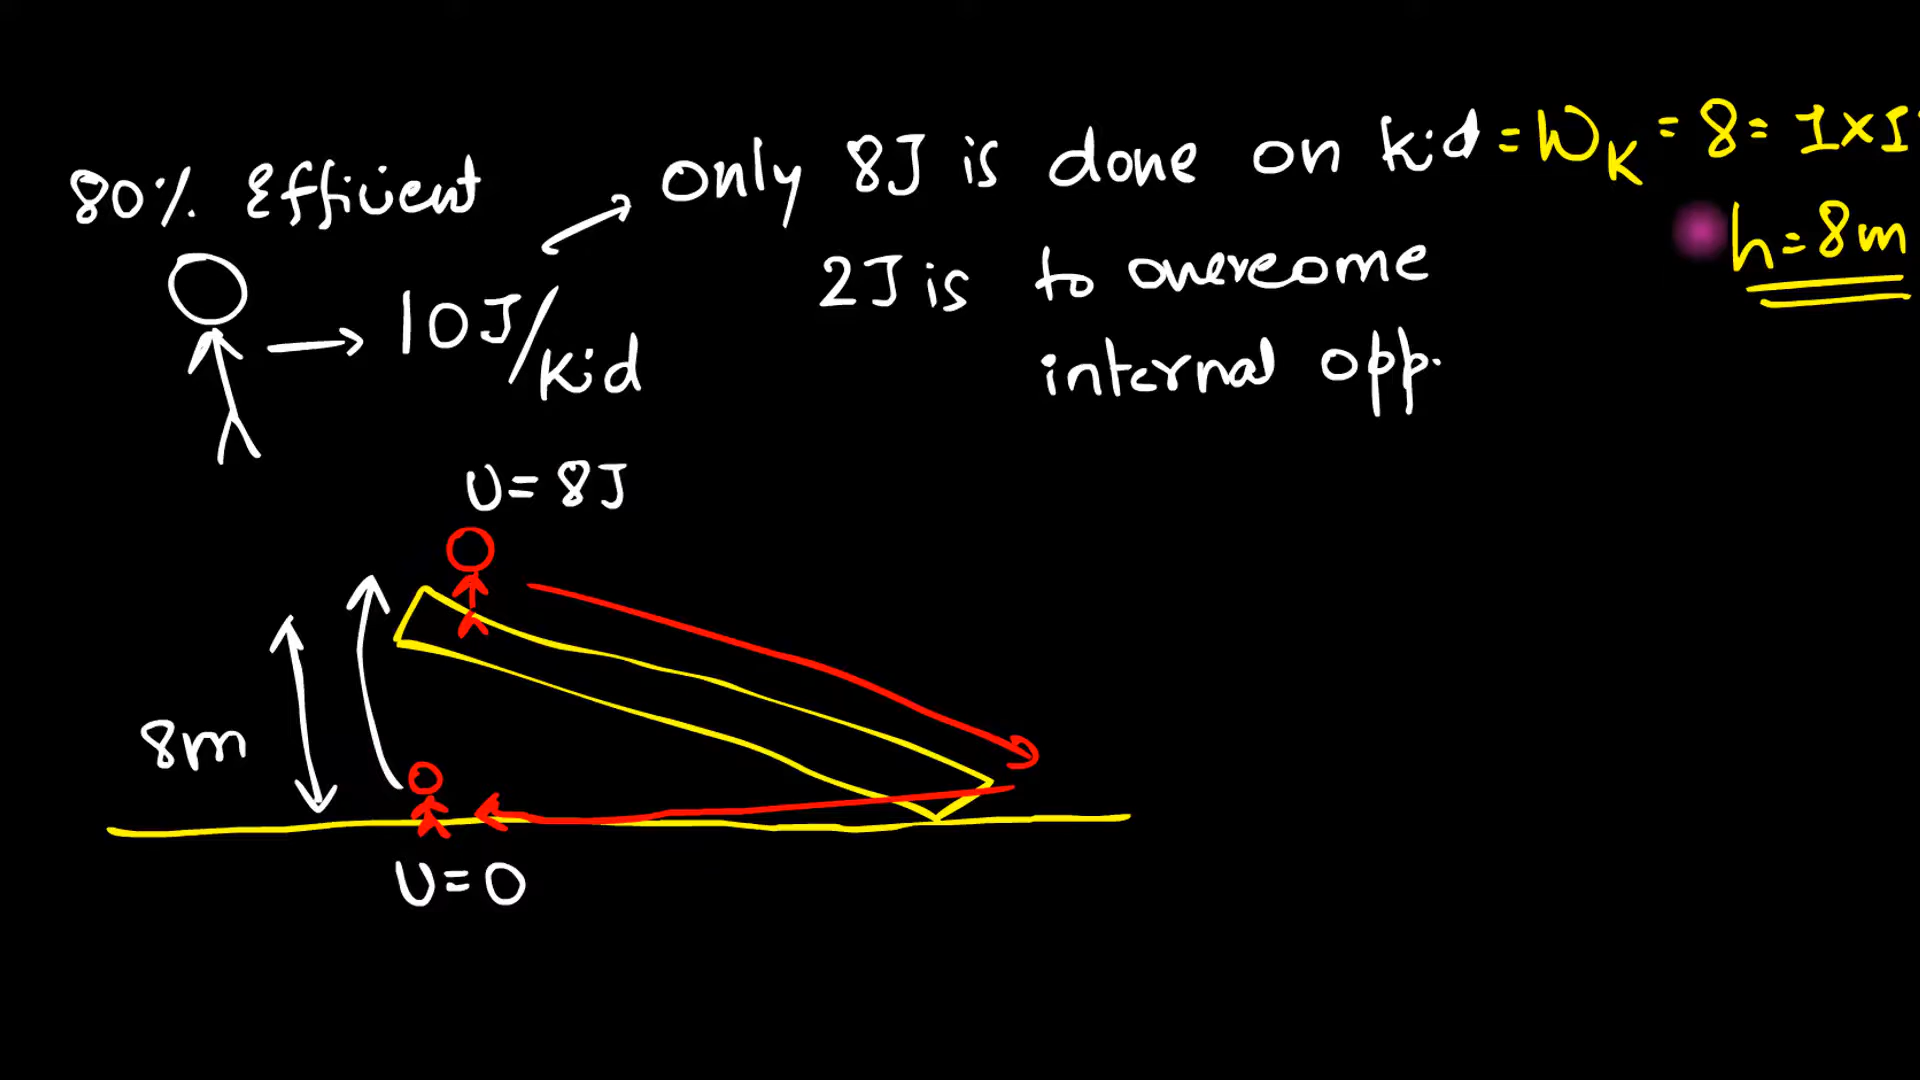 80% Efficient
only 8J is done on kid = WK = 8 = 1 x 1
h = 8m
10J/kid
2J is to overcome
internal opp.
U = 8J
8m
U = 0